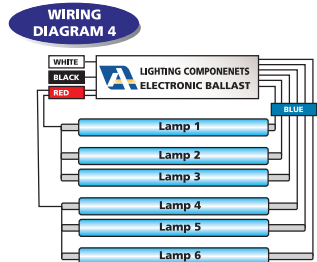 WIRING
DIAGRAM 4
WHITE
BLACK
RED
LIGHTING COMPONENETS
ELECTRONIC BALLAST
BLUE
Lamp 1
Lamp 2
Lamp 3
Lamp 4
Lamp 5
Lamp 6